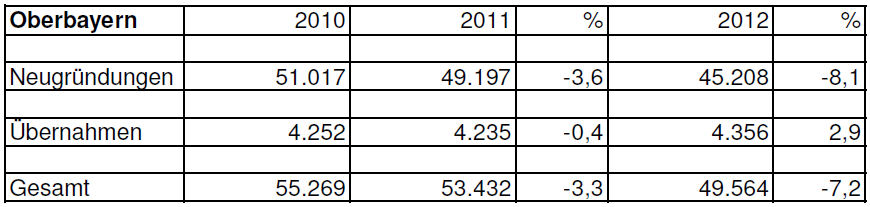 Oberbayern 2010 2011 % 2012 %
Neugründungen 51.017 49.197 -3,6 45.208 -8,1
Übernahmen 4.252 4.235 -0,4 4.356 2,9
Gesamt 55.269 53.432 -3,3 49.564 -7,2